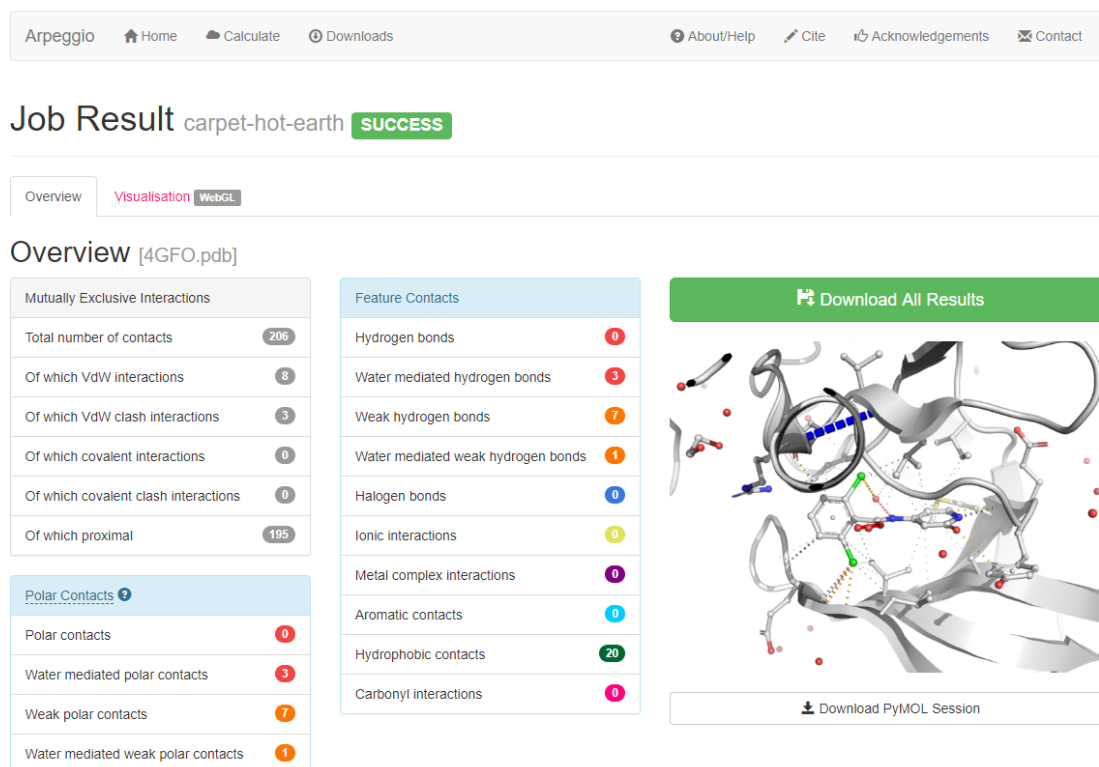 Arpeggio Home Calculate Downloads About/Help Cite Acknowledgements Contact
Job Result carpet-hot-earth SUCCESS
Overview Visualisation WebGL
Overview [4GFO.pdb]
Mutually Exclusive Interactions
Total number of contacts 206
Of which VdW interactions 8
Of which VdW clash interactions 3
Of which covalent interactions 0
Of which covalent clash interactions 0
Of which proximal 195
Polar Contacts ?
Polar contacts 0
Water mediated polar contacts 3
Weak polar contacts 7
Water mediated weak polar contacts 1
Feature Contacts
Hydrogen bonds 0
Water mediated hydrogen bonds 3
Weak hydrogen bonds 7
Water mediated weak hydrogen bonds 1
Halogen bonds 0
Ionic interactions 0
Metal complex interactions 0
Aromatic contacts 0
Hydrophobic contacts 20
Carbonyl interactions 0
Download All Results
Download PyMOL Session